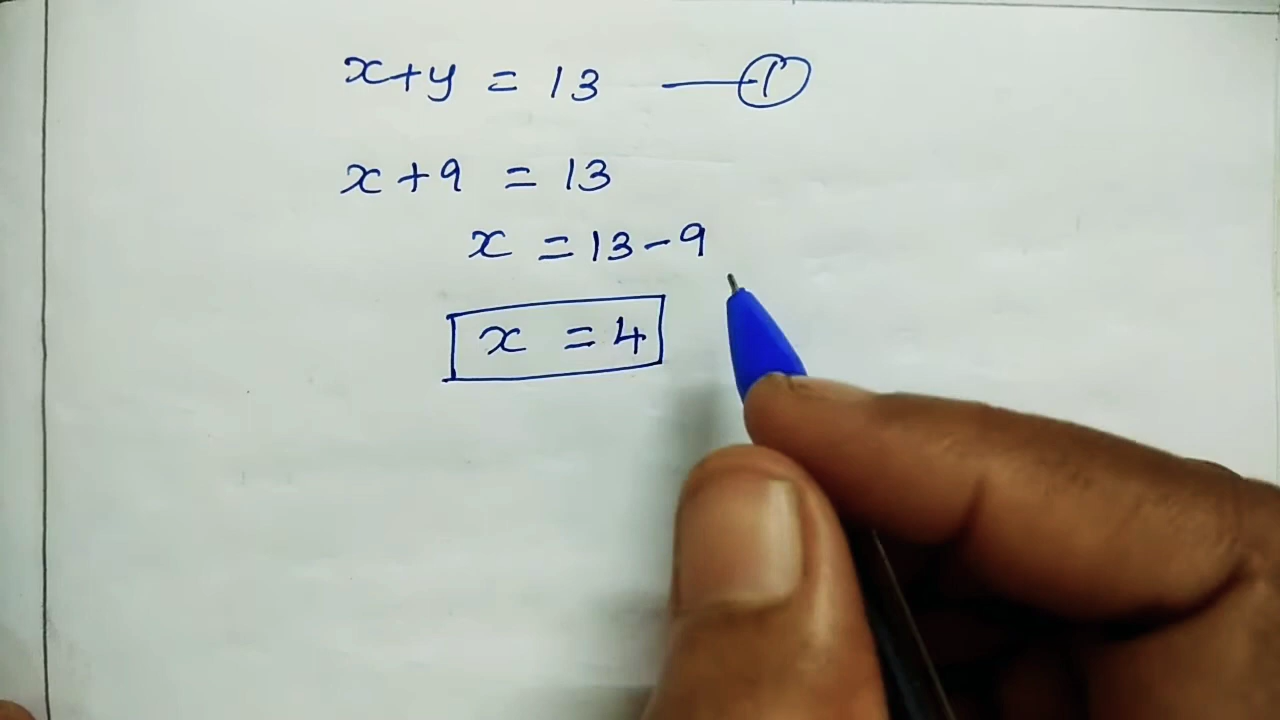 x+y = 13 — 1
x+9 = 13
x = 13-9
x = 4